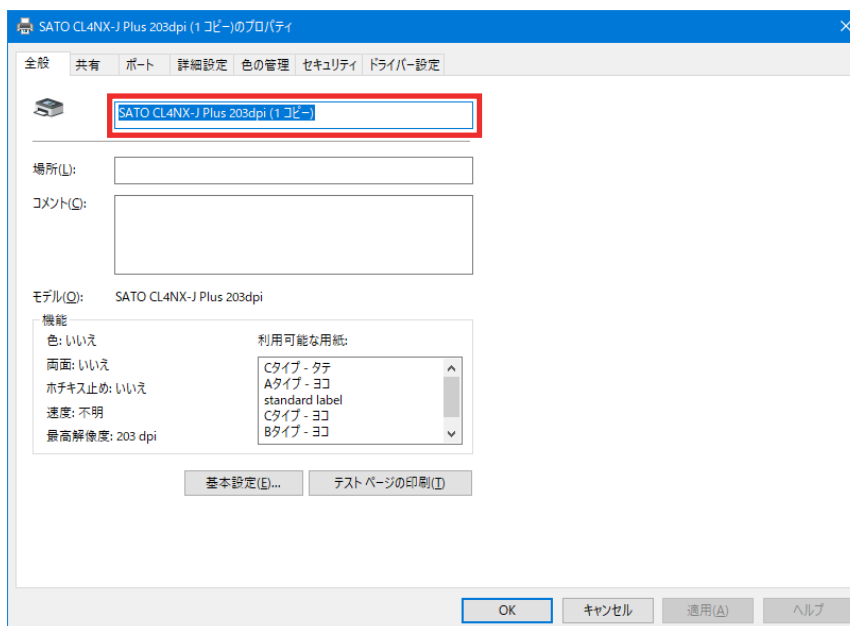 SATO CL4NX-J Plus 203dpi (1 コピー)のプロパティ
全般 共有 ポート 詳細設定 色の管理 セキュリティ ドライバー設定
SATO CL4NX-J Plus 203dpi (1 コピー)
場所(L):
コメント(C):
モデル(O): SATO CL4NX-J Plus 203dpi
機能
色: いいえ
両面: いいえ
ホチキス止め: いいえ
速度: 不明
最高解像度: 203 dpi
利用可能な用紙:
Cタイプ - タテ
Aタイプ - ヨコ
standard label
Cタイプ - ヨコ
Bタイプ - ヨコ
基本設定(E)... テスト ページの印刷(T)
OK キャンセル 適用(A) ヘルプ